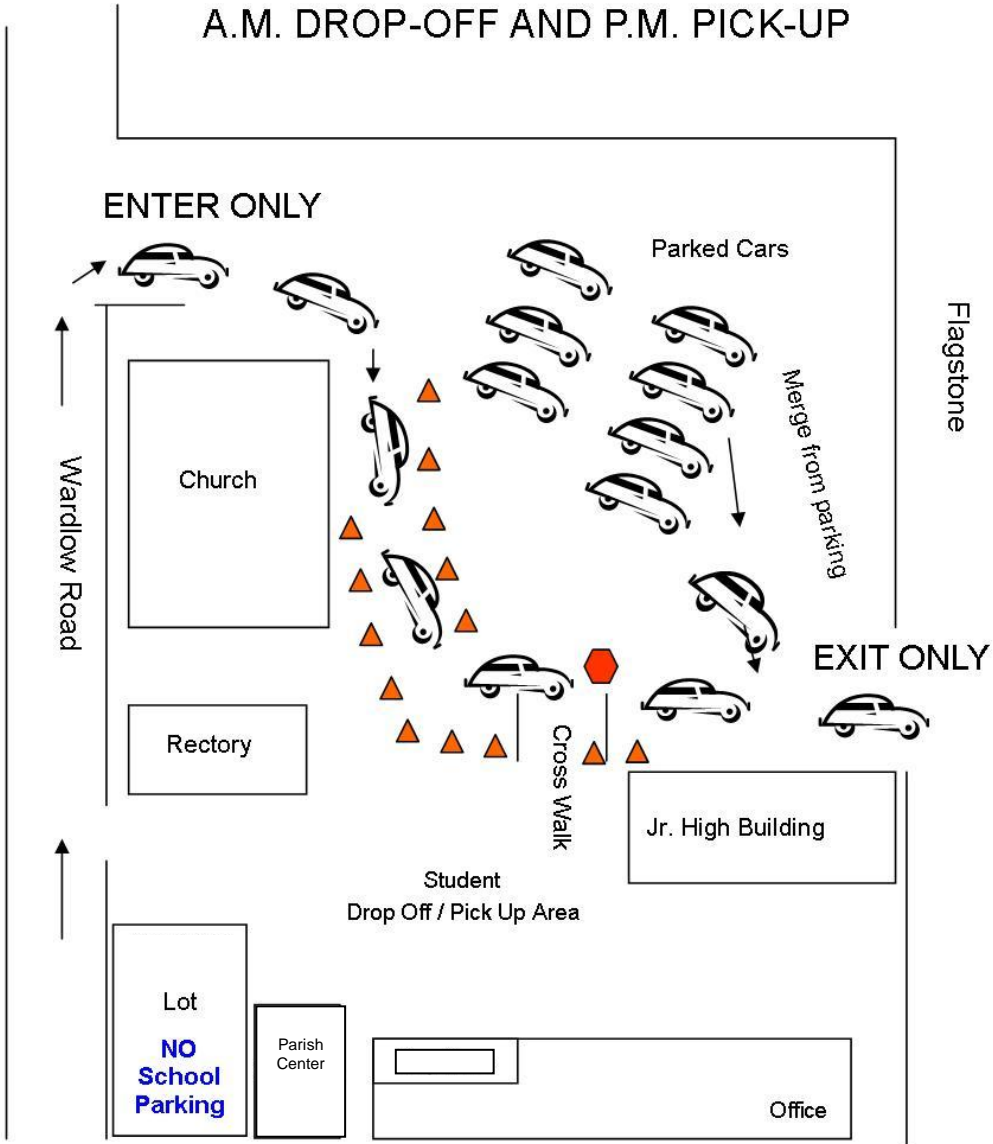 A.M. DROP-OFF AND P.M. PICK-UP
ENTER ONLY
Parked Cars
Flagstone
Merge from parking
Wardlow Road
Church
EXIT ONLY
Rectory
Cross Walk
Jr. High Building
Student
Drop Off / Pick Up Area
Lot
NO
School
Parking
Parish
Center
Office